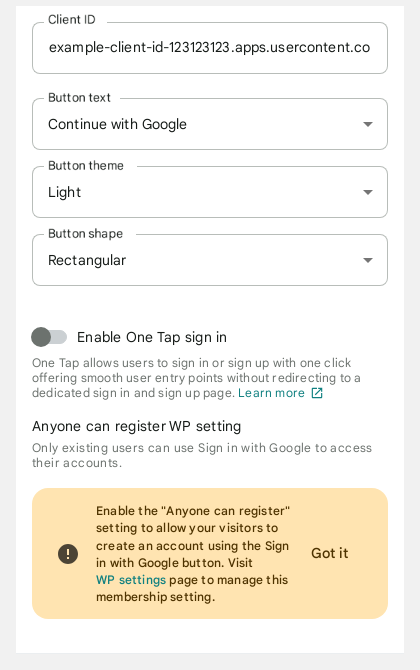 Client ID
example-client-id-123123123.apps.usercontent.co
Button text
Continue with Google
Button theme
Light
Button shape
Rectangular
Enable One Tap sign in
One Tap allows users to sign in or sign up with one click
offering smooth user entry points without redirecting to a
dedicated sign in and sign up page. Learn more
Anyone can register WP setting
Only existing users can use Sign in with Google to access
their accounts.
Enable the "Anyone can register"
setting to allow your visitors to
create an account using the Sign
in with Google button. Visit
WP settings page to manage this
membership setting.
Got it